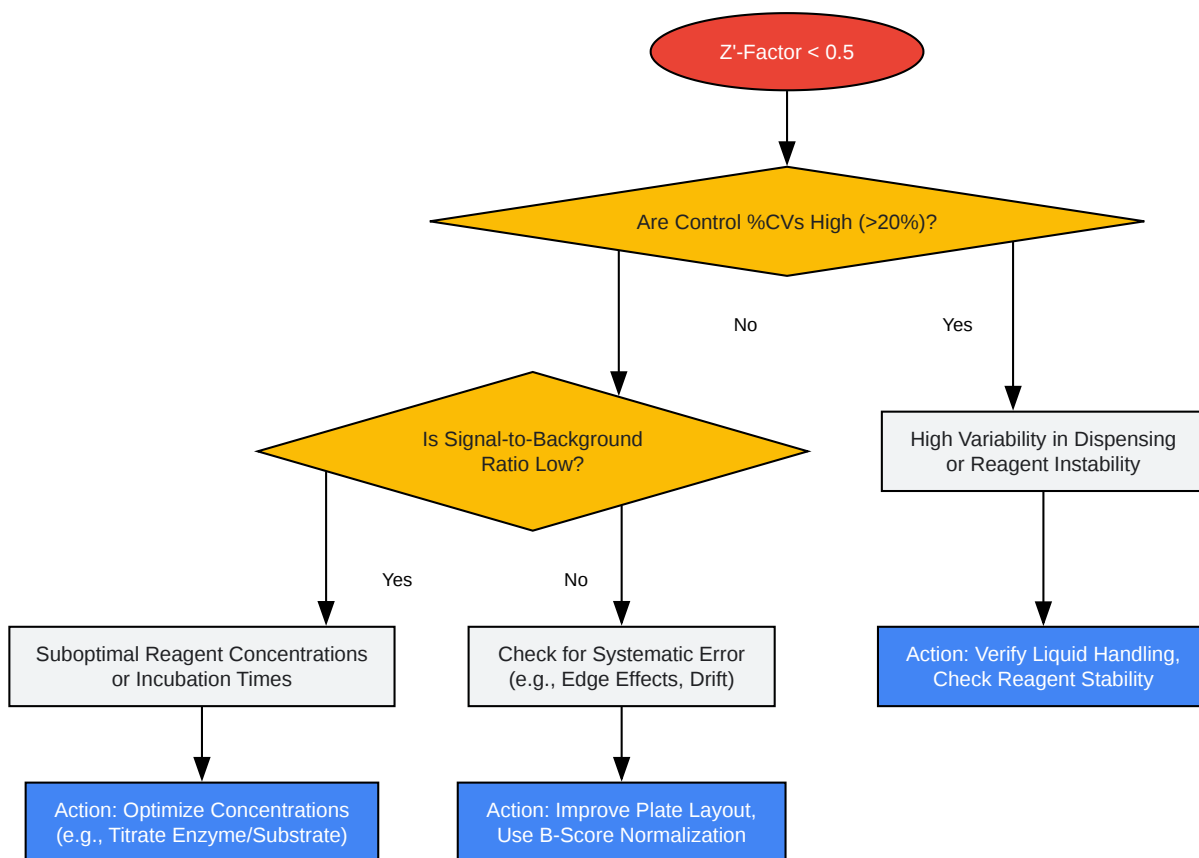 Z'-Factor < 0.5
Are Control %CVs High (>20%)?
No
Yes
Is Signal-to-Background
Ratio Low?
High Variability in Dispensing
or Reagent Instability
Yes
No
Suboptimal Reagent Concentrations
or Incubation Times
Check for Systematic Error
(e.g., Edge Effects, Drift)
Action: Verify Liquid Handling,
Check Reagent Stability
Action: Optimize Concentrations
(e.g., Titrate Enzyme/Substrate)
Action: Improve Plate Layout,
Use B-Score Normalization